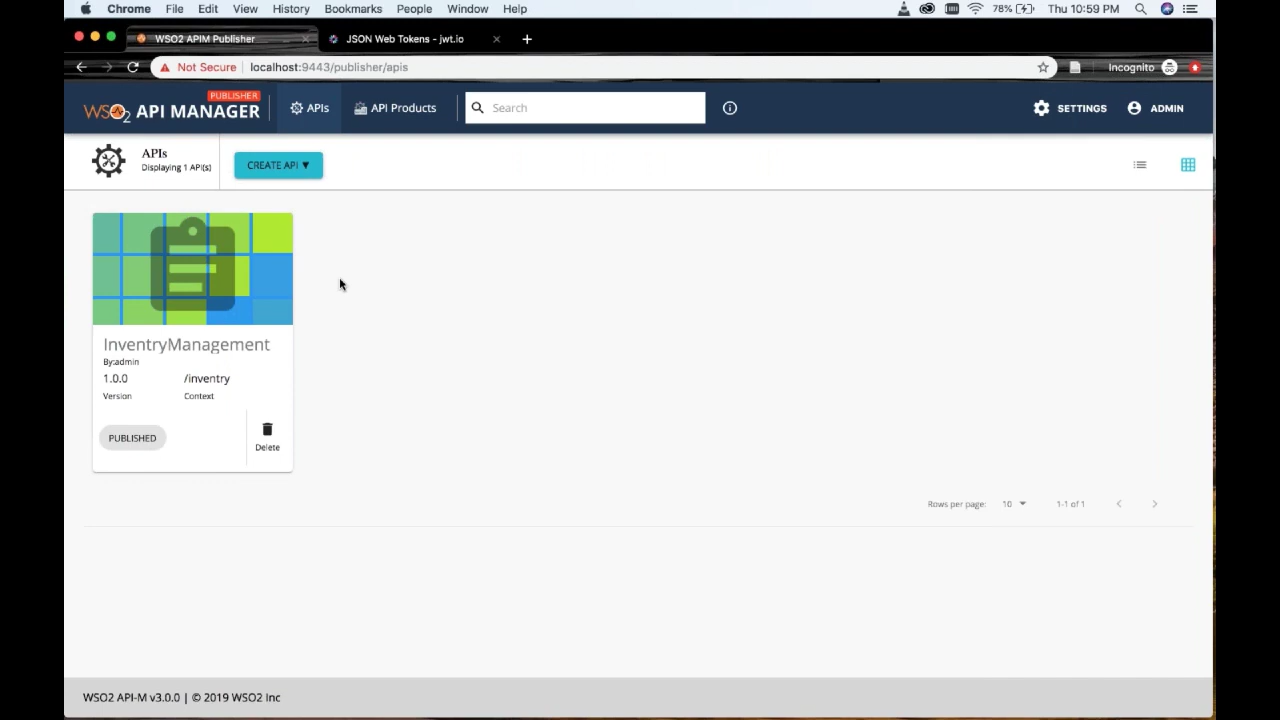 Chrome File Edit View History Bookmarks People Window Help 78% Thu 10:59 PM
WSO2 APIM Publisher JSON Web Tokens - jwt.io
Not Secure localhost:9443/publisher/apis Incognito
PUBLISHER
WSO2 API MANAGER APIs API Products Search SETTINGS ADMIN
APIs
Displaying 1 API(s)
CREATE API ▼
InventryManagement
By:admin
1.0.0 /inventry
Version Context
PUBLISHED
Delete
Rows per page: 10 1-1 of 1
WSO2 API-M v3.0.0 | © 2019 WSO2 Inc